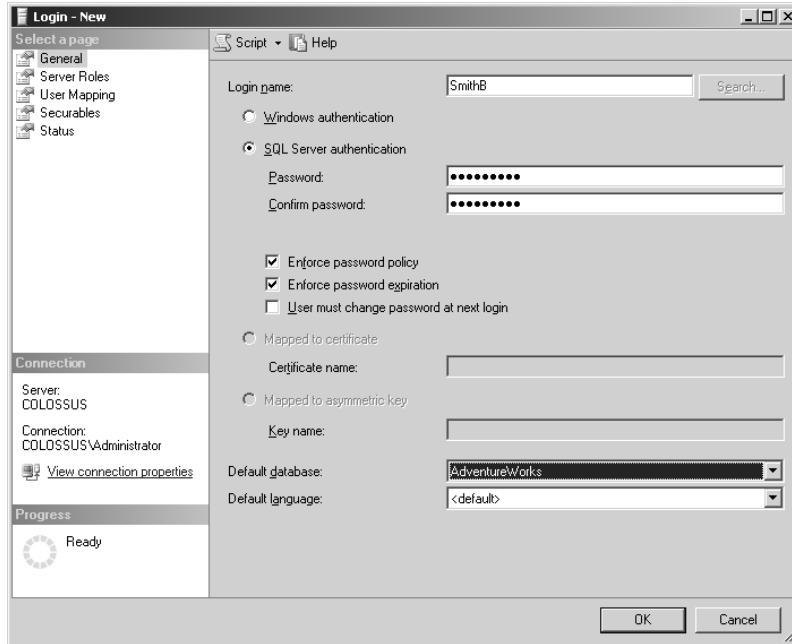 Login - New
Select a page
General
Server Roles
User Mapping
Securables
Status
Script
Help
Login name:
SmithB
Search...
Windows authentication
SQL Server authentication
Password:
●●●●●●●●●
Confirm password:
●●●●●●●●●
Enforce password policy
Enforce password expiration
User must change password at next login
Mapped to certificate
Certificate name:
Mapped to asymmetric key
Key name:
Default database:
AdventureWorks
Default language:
<default>
Connection
Server:
COLOSSUS
Connection:
COLOSSUS\Administrator
View connection properties
Progress
Ready
OK
Cancel